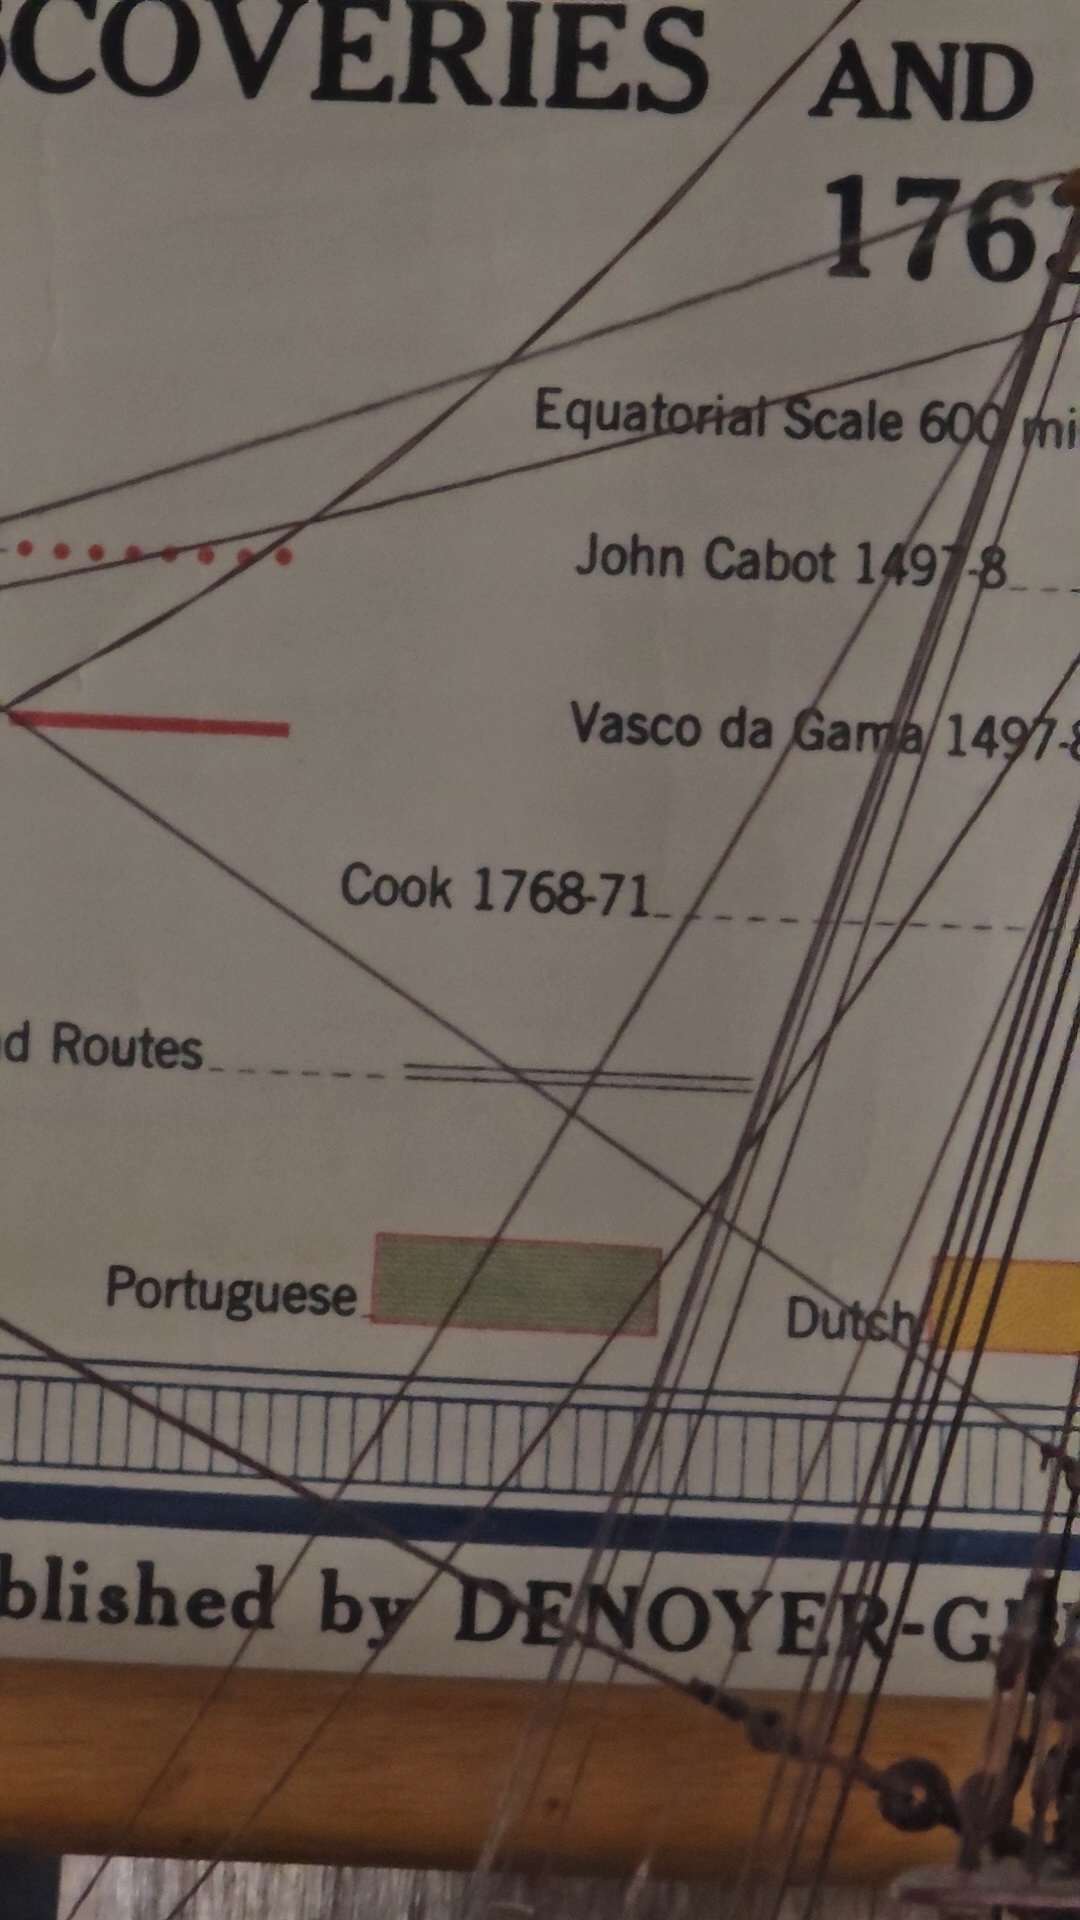 COVERIES AND
176
Equatorial Scale 600 mi
John Cabot 1497-8
Vasco da Gama 1497-8
Cook 1768-71
d Routes
Portuguese
Dutch
blished by DENOYER-G